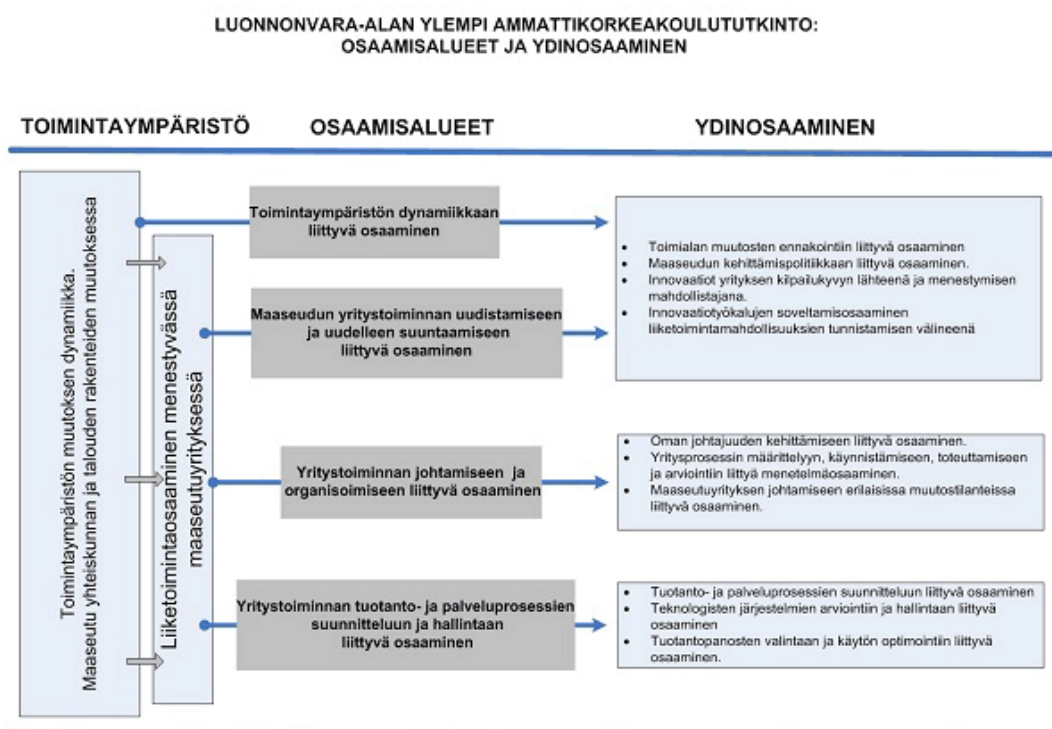 LUONNONVARA-ALAN YLEMPI AMMATTIKORKEAKOULUTUTKINTO:
OSAAMISALUEET JA YDINOSAAMINEN
TOIMINTAYMPÄRISTÖ
OSAAMISALUEET
YDINOSAAMINEN
Toimintaympäristön muutoksen dynamiikka.
Maaseutu yhteiskunnan ja talouden rakenteiden muutoksessa
Liiketoimintaosaaminen menestyvässä
maaseutuyrityksessä
Toimintaympäristön dynamiikkaan
liittyvä osaaminen
Maaseudun yritystoiminnan uudistamiseen
ja uudelleen suuntaamiseen
liittyvä osaaminen
• Toimialan muutosten ennakointiin liittyvä osaaminen
• Maaseudun kehittämispolitiikkaan liittyvä osaaminen.
• Innovaatiot yrityksen kilpailukyvyn lähteenä ja menestymisen
mahdollistajana.
• Innovaatiotyökalujen soveltamisosaaminen
liiketoimintamahdollisuuksien tunnistamisen välineenä
Yritystoiminnan johtamiseen ja
organisoimiseen liittyvä osaaminen
• Oman johtajuuden kehittämiseen liittyvä osaaminen.
• Yritysprosessin määrittelyyn, käynnistämiseen, toteuttamiseen
ja arviointiin liittyä menetelmäosaaminen.
• Maaseutuyrityksen johtamiseen erilaisissa muutostilanteissa
liittyvä osaaminen.
Yritystoiminnan tuotanto- ja palveluprosessien
suunnitteluun ja hallintaan
liittyvä osaaminen
• Tuotanto- ja palveluprosessien suunnitteluun liittyvä osaaminen
• Teknologisten järjestelmien arviointiin ja hallintaan liittyvä
osaaminen
• Tuotantopanosten valintaan ja käytön optimointiin liittyvä
osaaminen.